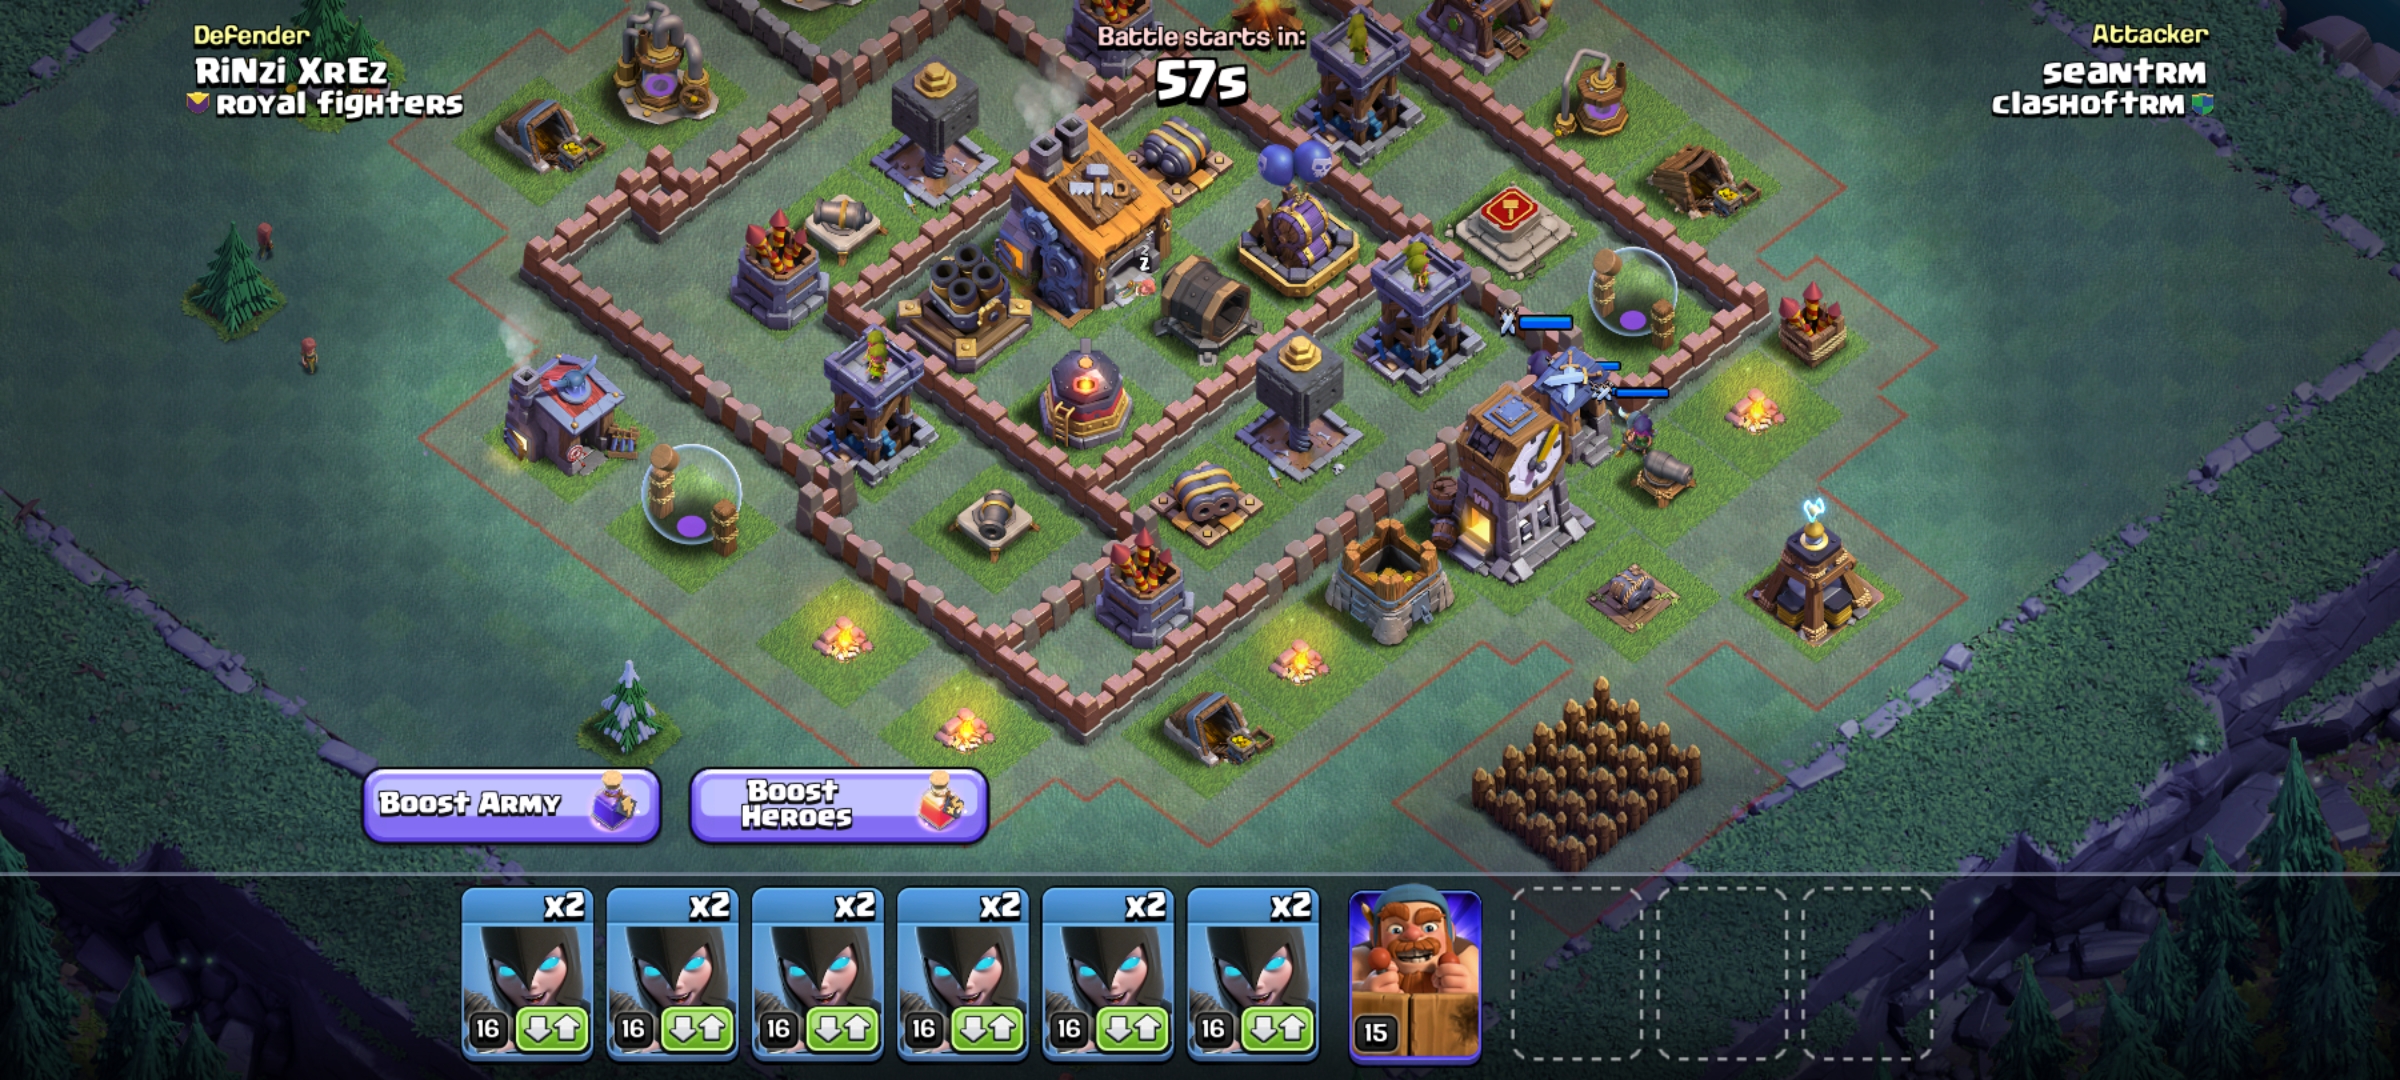 Defender
RiNzi XrEz
royal fighters
Battle starts in:
57s
Attacker
seantRM
clashoftRM
z
z
Boost Army
Boost
Heroes
x2
x2
x2
x2
x2
x2
16
16
16
16
16
16
15